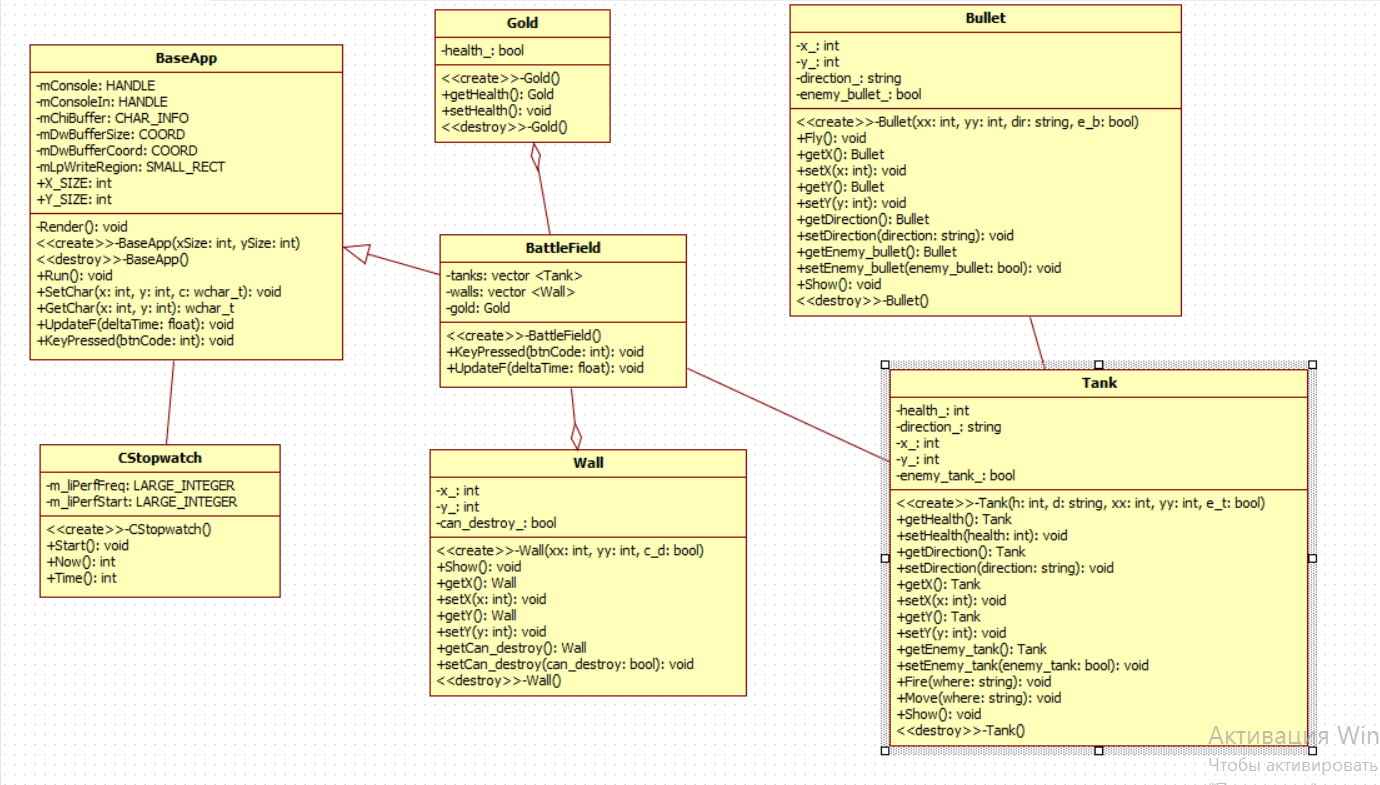 BaseApp
-mConsole: HANDLE
-mConsoleIn: HANDLE
-mChiBuffer: CHAR_INFO
-mDwBufferSize: COORD
-mDwBufferCoord: COORD
-mLpWriteRegion: SMALL_RECT
+X_SIZE: int
+Y_SIZE: int
-Render(): void
<<create>>-BaseApp(xSize: int, ySize: int)
<<destroy>>-BaseApp()
+Run(): void
+SetChar(x: int, y: int, c: wchar_t): void
+GetChar(x: int, y: int): wchar_t
+UpdateF(deltaTime: float): void
+KeyPressed(btnCode: int): void
Gold
-health_: bool
<<create>>-Gold()
+getHealth(): Gold
+setHealth(): void
<<destroy>>-Gold()
Bullet
-x_: int
-y_: int
-direction_: string
-enemy_bullet_: bool
<<create>>-Bullet(xx: int, yy: int, dir: string, e_b: bool)
+Fly(): void
+getX(): Bullet
+setX(x: int): void
+getY(): Bullet
+setY(y: int): void
+getDirection(): Bullet
+setDirection(direction: string): void
+getEnemy_bullet(): Bullet
+setEnemy_bullet(enemy_bullet: bool): void
+Show(): void
<<destroy>>-Bullet()
BattleField
-tanks: vector <Tank>
-walls: vector <Wall>
-gold: Gold
<<create>>-BattleField()
+KeyPressed(btnCode: int): void
+UpdateF(deltaTime: float): void
CStopwatch
-m_liPerfFreq: LARGE_INTEGER
-m_liPerfStart: LARGE_INTEGER
<<create>>-CStopwatch()
+Start(): void
+Now(): int
+Time(): int
Wall
-x_: int
-y_: int
-can_destroy_: bool
<<create>>-Wall(xx: int, yy: int, c_d: bool)
+Show(): void
+getX(): Wall
+setX(x: int): void
+getY(): Wall
+setY(y: int): void
+getCan_destroy(): Wall
+setCan_destroy(can_destroy: bool): void
<<destroy>>-Wall()
Tank
-health_: int
-direction_: string
-x_: int
-y_: int
-enemy_tank_: bool
<<create>>-Tank(h: int, d: string, xx: int, yy: int, e_t: bool)
+getHealth(): Tank
+setHealth(health: int): void
+getDirection(): Tank
+setDirection(direction: string): void
+getX(): Tank
+setX(x: int): void
+getY(): Tank
+setY(y: int): void
+getEnemy_tank(): Tank
+setEnemy_tank(enemy_tank: bool): void
+Fire(where: string): void
+Move(where: string): void
+Show(): void
<<destroy>>-Tank()
Активация Win
Чтобы активировать